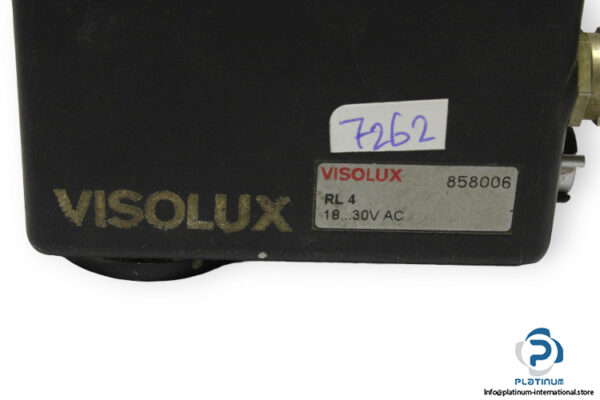 7262
VISOLUX
VISOLUX 858006
RL 4
18...30V AC
PLATINUM
Info@platinum-international.store